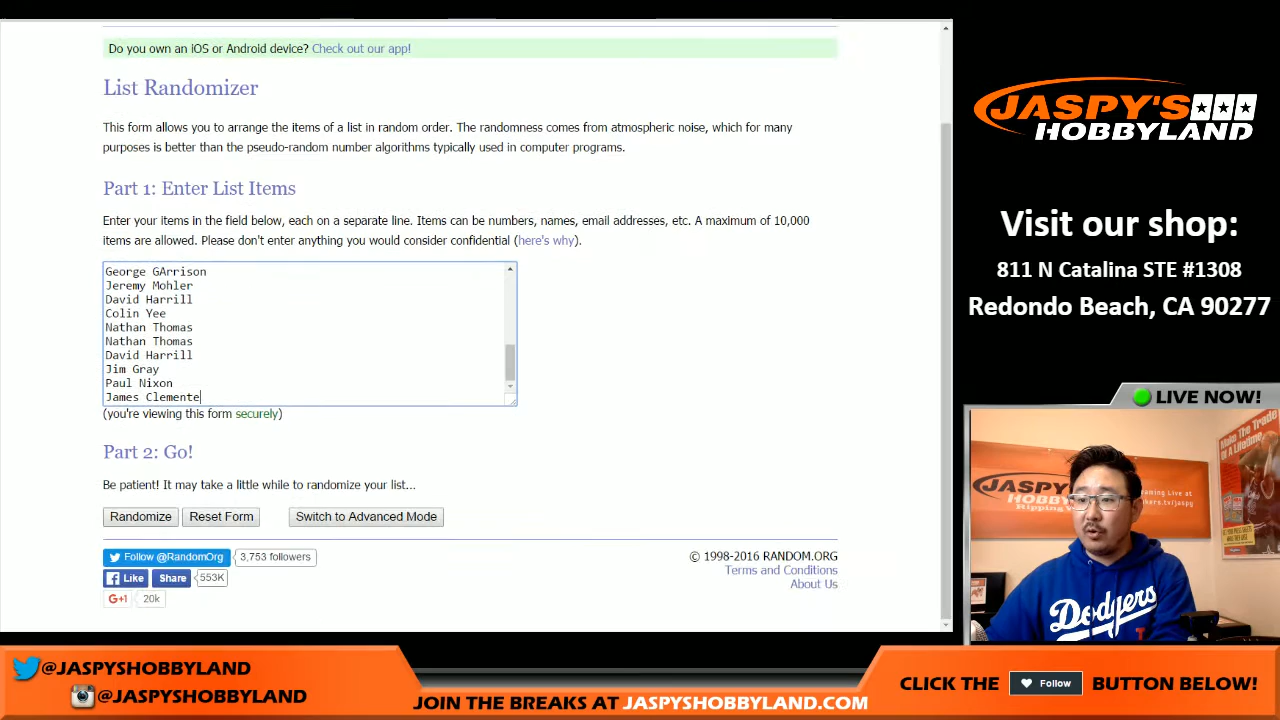 Do you own an iOS or Android device? Check out our app!
List Randomizer
This form allows you to arrange the items of a list in random order. The randomness comes from atmospheric noise, which for many
purposes is better than the pseudo-random number algorithms typically used in computer programs.
Part 1: Enter List Items
Enter your items in the field below, each on a separate line. Items can be numbers, names, email addresses, etc. A maximum of 10,000
items are allowed. Please don't enter anything you would consider confidential (here's why).
George GArrison
Jeremy Mohler
David Harrill
Colin Yee
Nathan Thomas
Nathan Thomas
David Harrill
Jim Gray
Paul Nixon
James Clemente
(you're viewing this form securely)
Part 2: Go!
Be patient! It may take a little while to randomize your list...
Randomize Reset Form Switch to Advanced Mode
Follow @RandomOrg 3,753 followers
Like Share 553K
G+1 20k
© 1998-2016 RANDOM.ORG
Terms and Conditions
About Us
JASPY'S
HOBBYLAND
Visit our shop:
811 N Catalina STE #1308
Redondo Beach, CA 90277
LIVE NOW!
Make The Trade
Of A Lifetime
JASPY
Dodgers
@JASPYSHOBBYLAND
@JASPYSHOBBYLAND
JOIN THE BREAKS AT JASPYSHOBBYLAND.COM
CLICK THE Follow BUTTON BELOW!